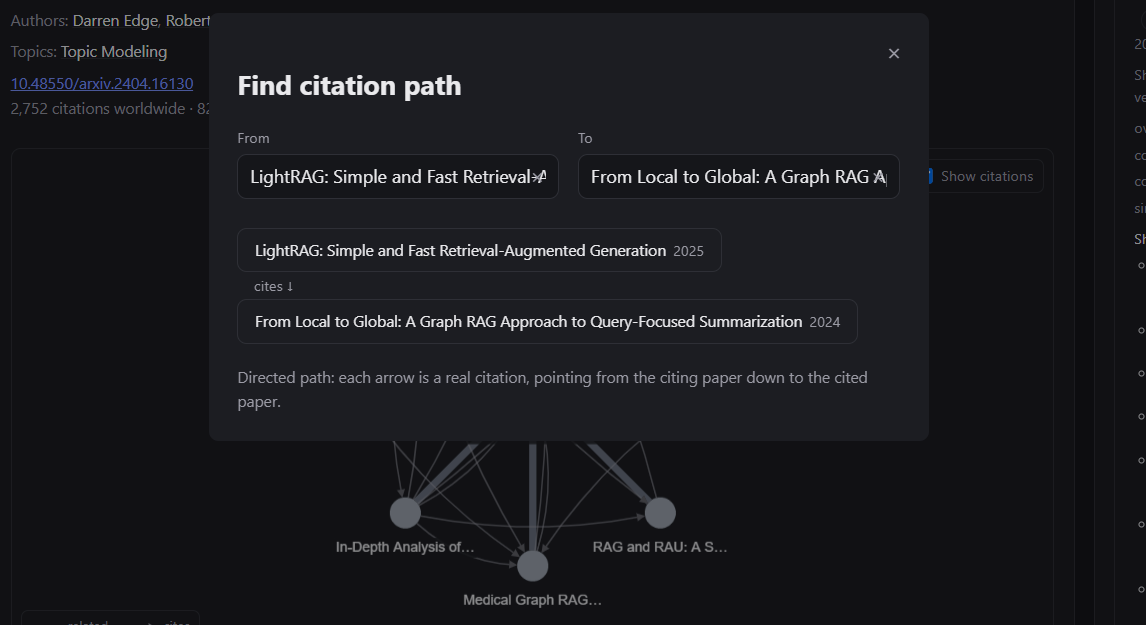 Authors: Darren Edge, Robert
Topics: Topic Modeling
10.48550/arxiv.2404.16130
2,752 citations worldwide · 82
Find citation path
From
To
LightRAG: Simple and Fast Retrieval-A
From Local to Global: A Graph RAG A
Show citations
LightRAG: Simple and Fast Retrieval-Augmented Generation 2025
cites ↓
From Local to Global: A Graph RAG Approach to Query-Focused Summarization 2024
Directed path: each arrow is a real citation, pointing from the citing paper down to the cited
paper.
In-Depth Analysis of…
RAG and RAU: A S…
Medical Graph RAG…